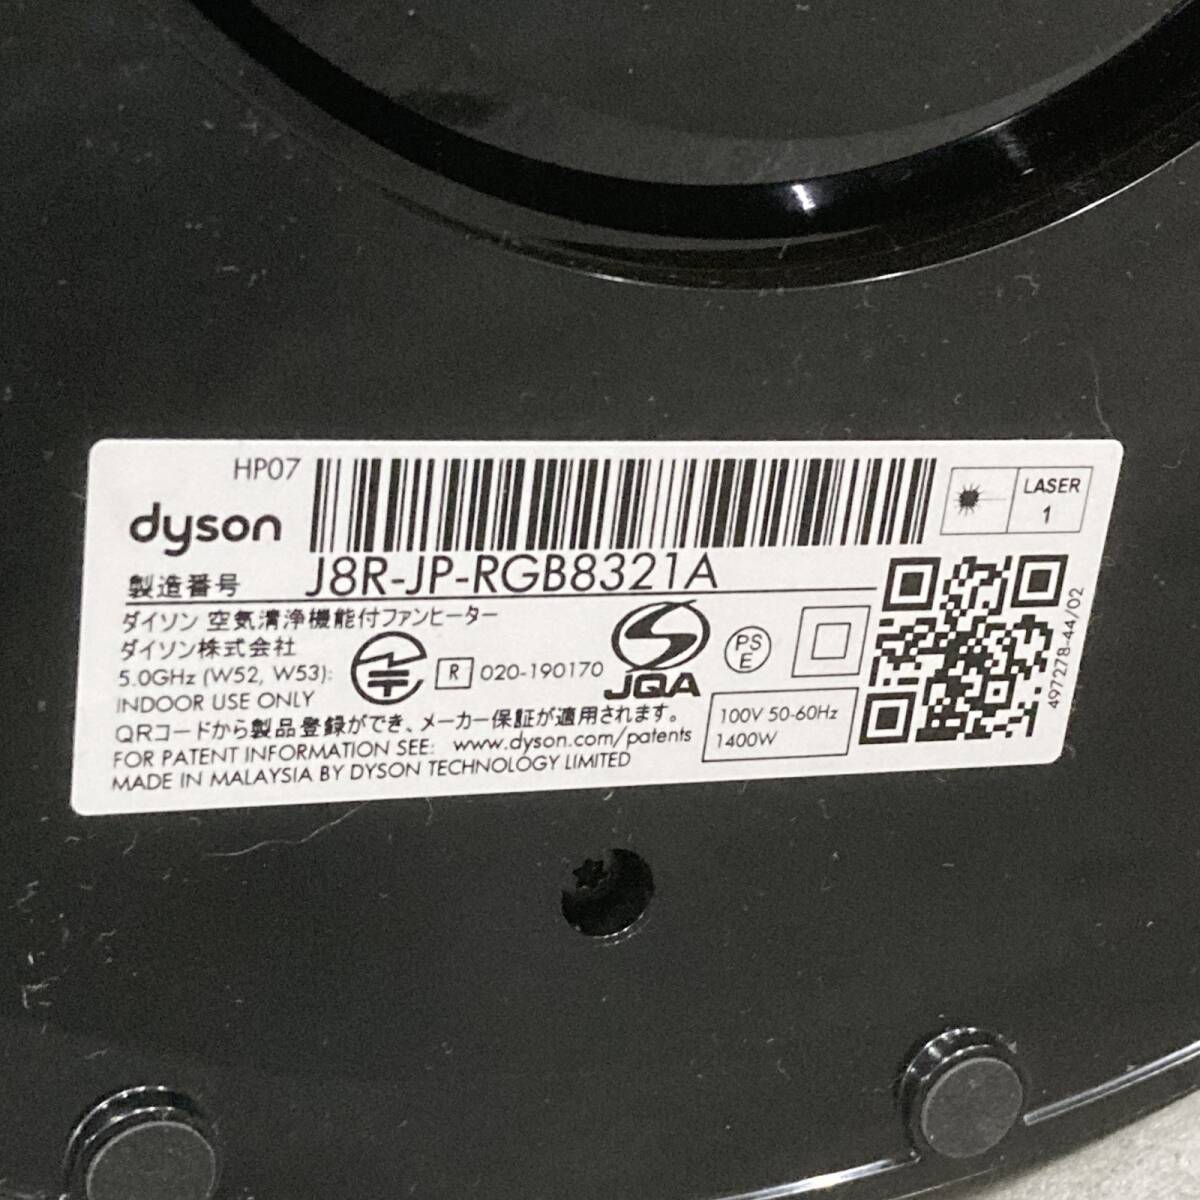 HP07
dyson
LASER
1
製造番号 J8R-JP-RGB8321A
ダイソン 空気清浄機能付ファンヒーター
ダイソン株式会社
5.0GHz (W52, W53):
INDOOR USE ONLY
R 020-190170
JQA
PS
E
QRコードから製品登録ができ、メーカー保証が適用されます。
FOR PATENT INFORMATION SEE: www.dyson.com/patents
MADE IN MALAYSIA BY DYSON TECHNOLOGY LIMITED
100V 50-60Hz
1400W
497278-44/02